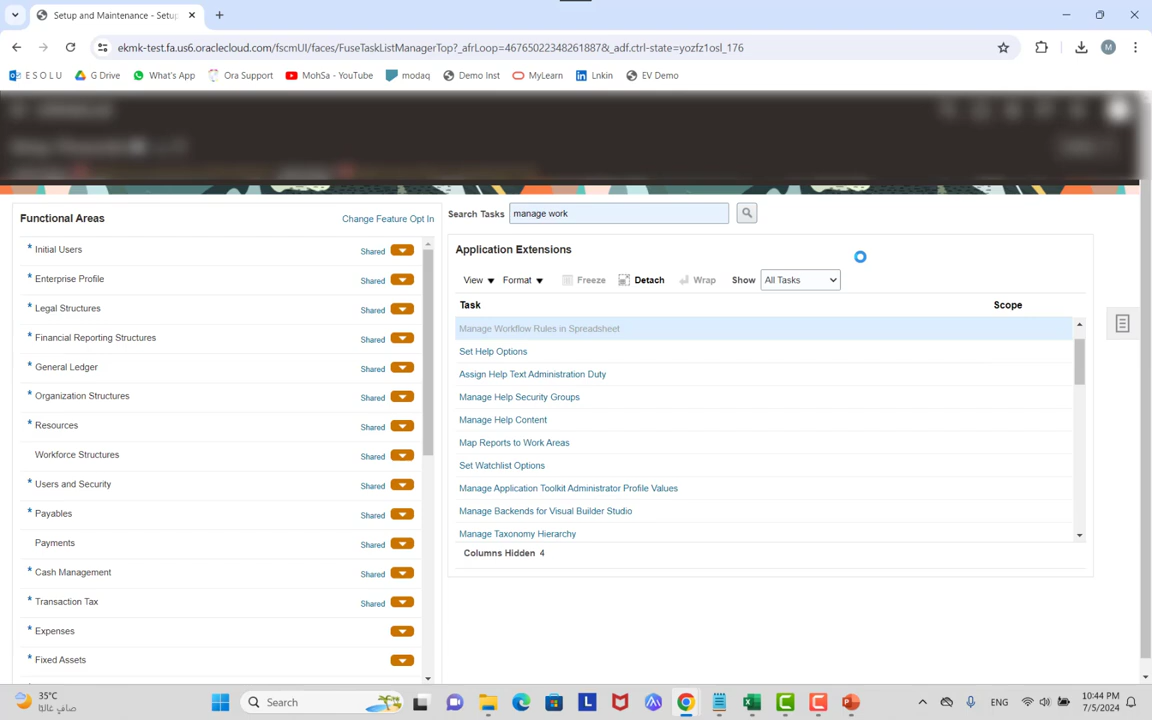 Setup and Maintenance - Setup
ekmk-test.fa.us6.oraclecloud.com/fscmUI/faces/FuseTaskListManagerTop?_afrLoop=46765022348261887&_adf.ctrl-state=yozfz1osl_176
M
E S O L U
G Drive
What's App
Ora Support
MohSa - YouTube
modaq
Demo Inst
MyLearn
Lnkin
EV Demo
Functional Areas
Change Feature Opt In
* Initial Users Shared
* Enterprise Profile Shared
* Legal Structures Shared
* Financial Reporting Structures Shared
* General Ledger Shared
* Organization Structures Shared
* Resources Shared
Workforce Structures Shared
* Users and Security Shared
* Payables Shared
Payments Shared
* Cash Management Shared
* Transaction Tax Shared
* Expenses
* Fixed Assets
Search Tasks manage work
Application Extensions
View Format Freeze Detach Wrap Show All Tasks
Task Scope
Manage Workflow Rules in Spreadsheet
Set Help Options
Assign Help Text Administration Duty
Manage Help Security Groups
Manage Help Content
Map Reports to Work Areas
Set Watchlist Options
Manage Application Toolkit Administrator Profile Values
Manage Backends for Visual Builder Studio
Manage Taxonomy Hierarchy
Columns Hidden 4
35°C
صافٍ غالبًا
Search
L
ENG
10:44 PM
7/5/2024